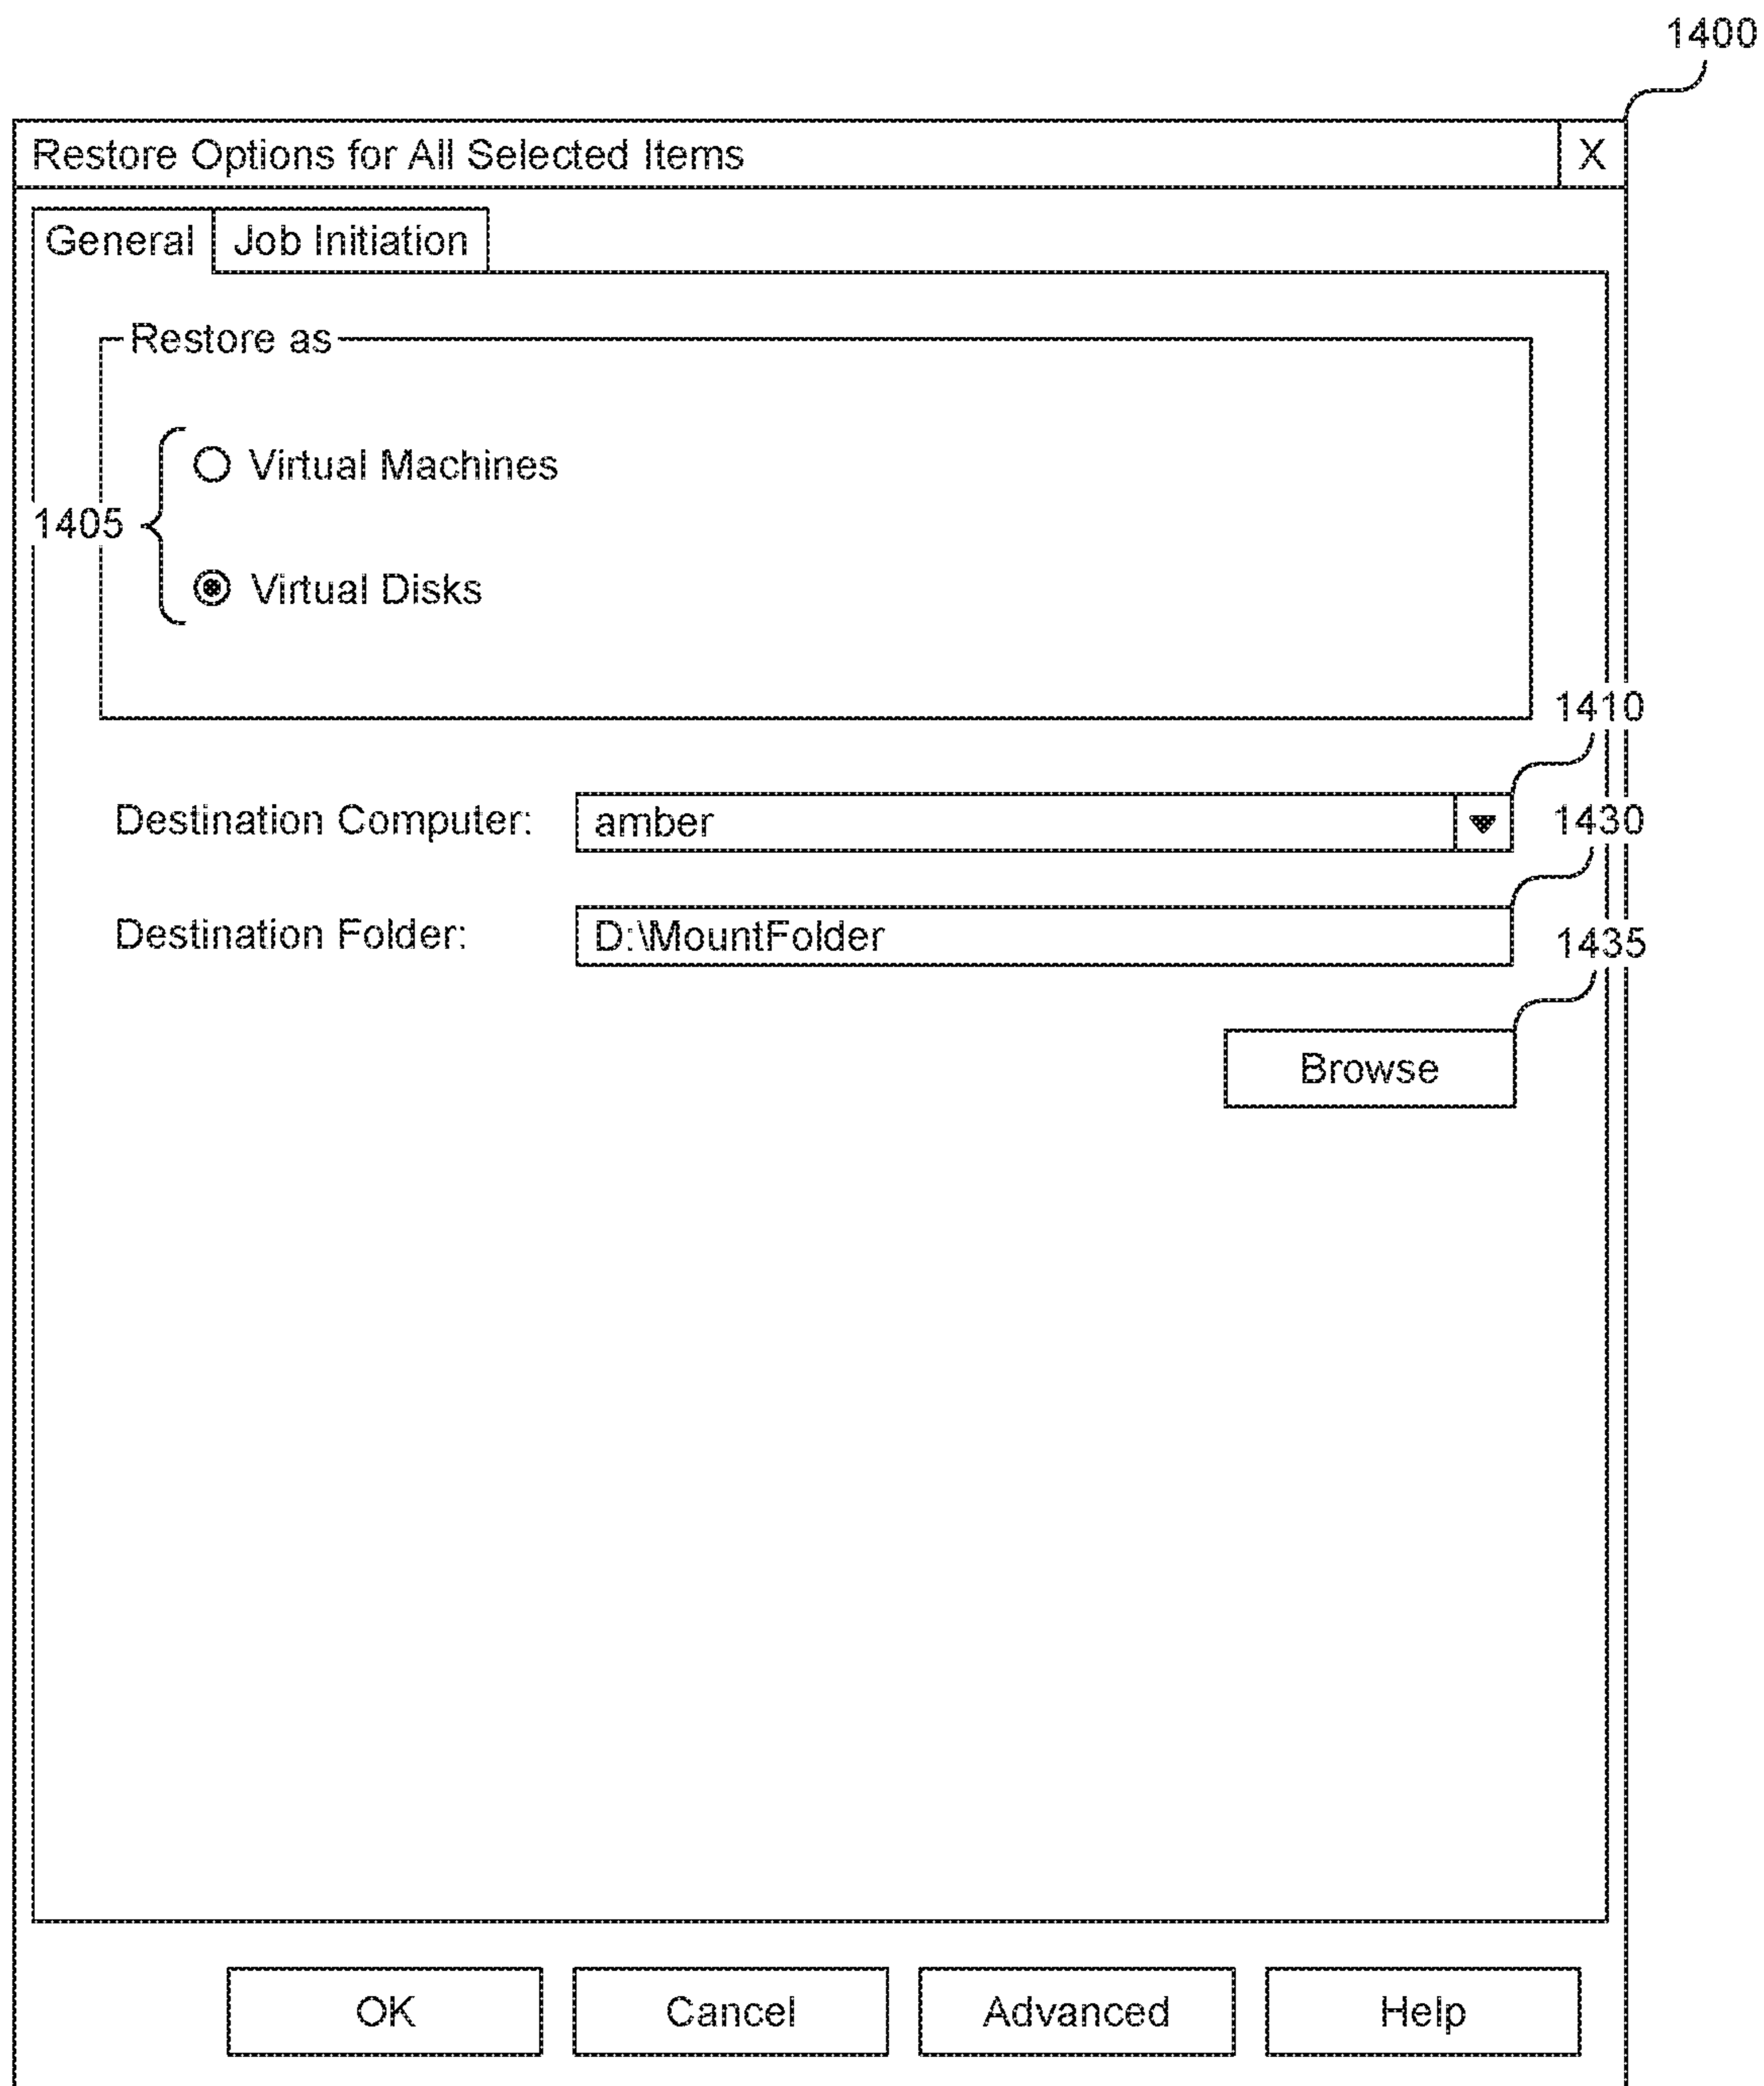 1400
Restore Options for All Selected Items X
General Job Initiation
Restore as
Virtual Machines
1405
Virtual Disks
1410
Destination Computer: amber
1430
Destination Folder: D:\MountFolder
1435
Browse
OK Cancel Advanced Help